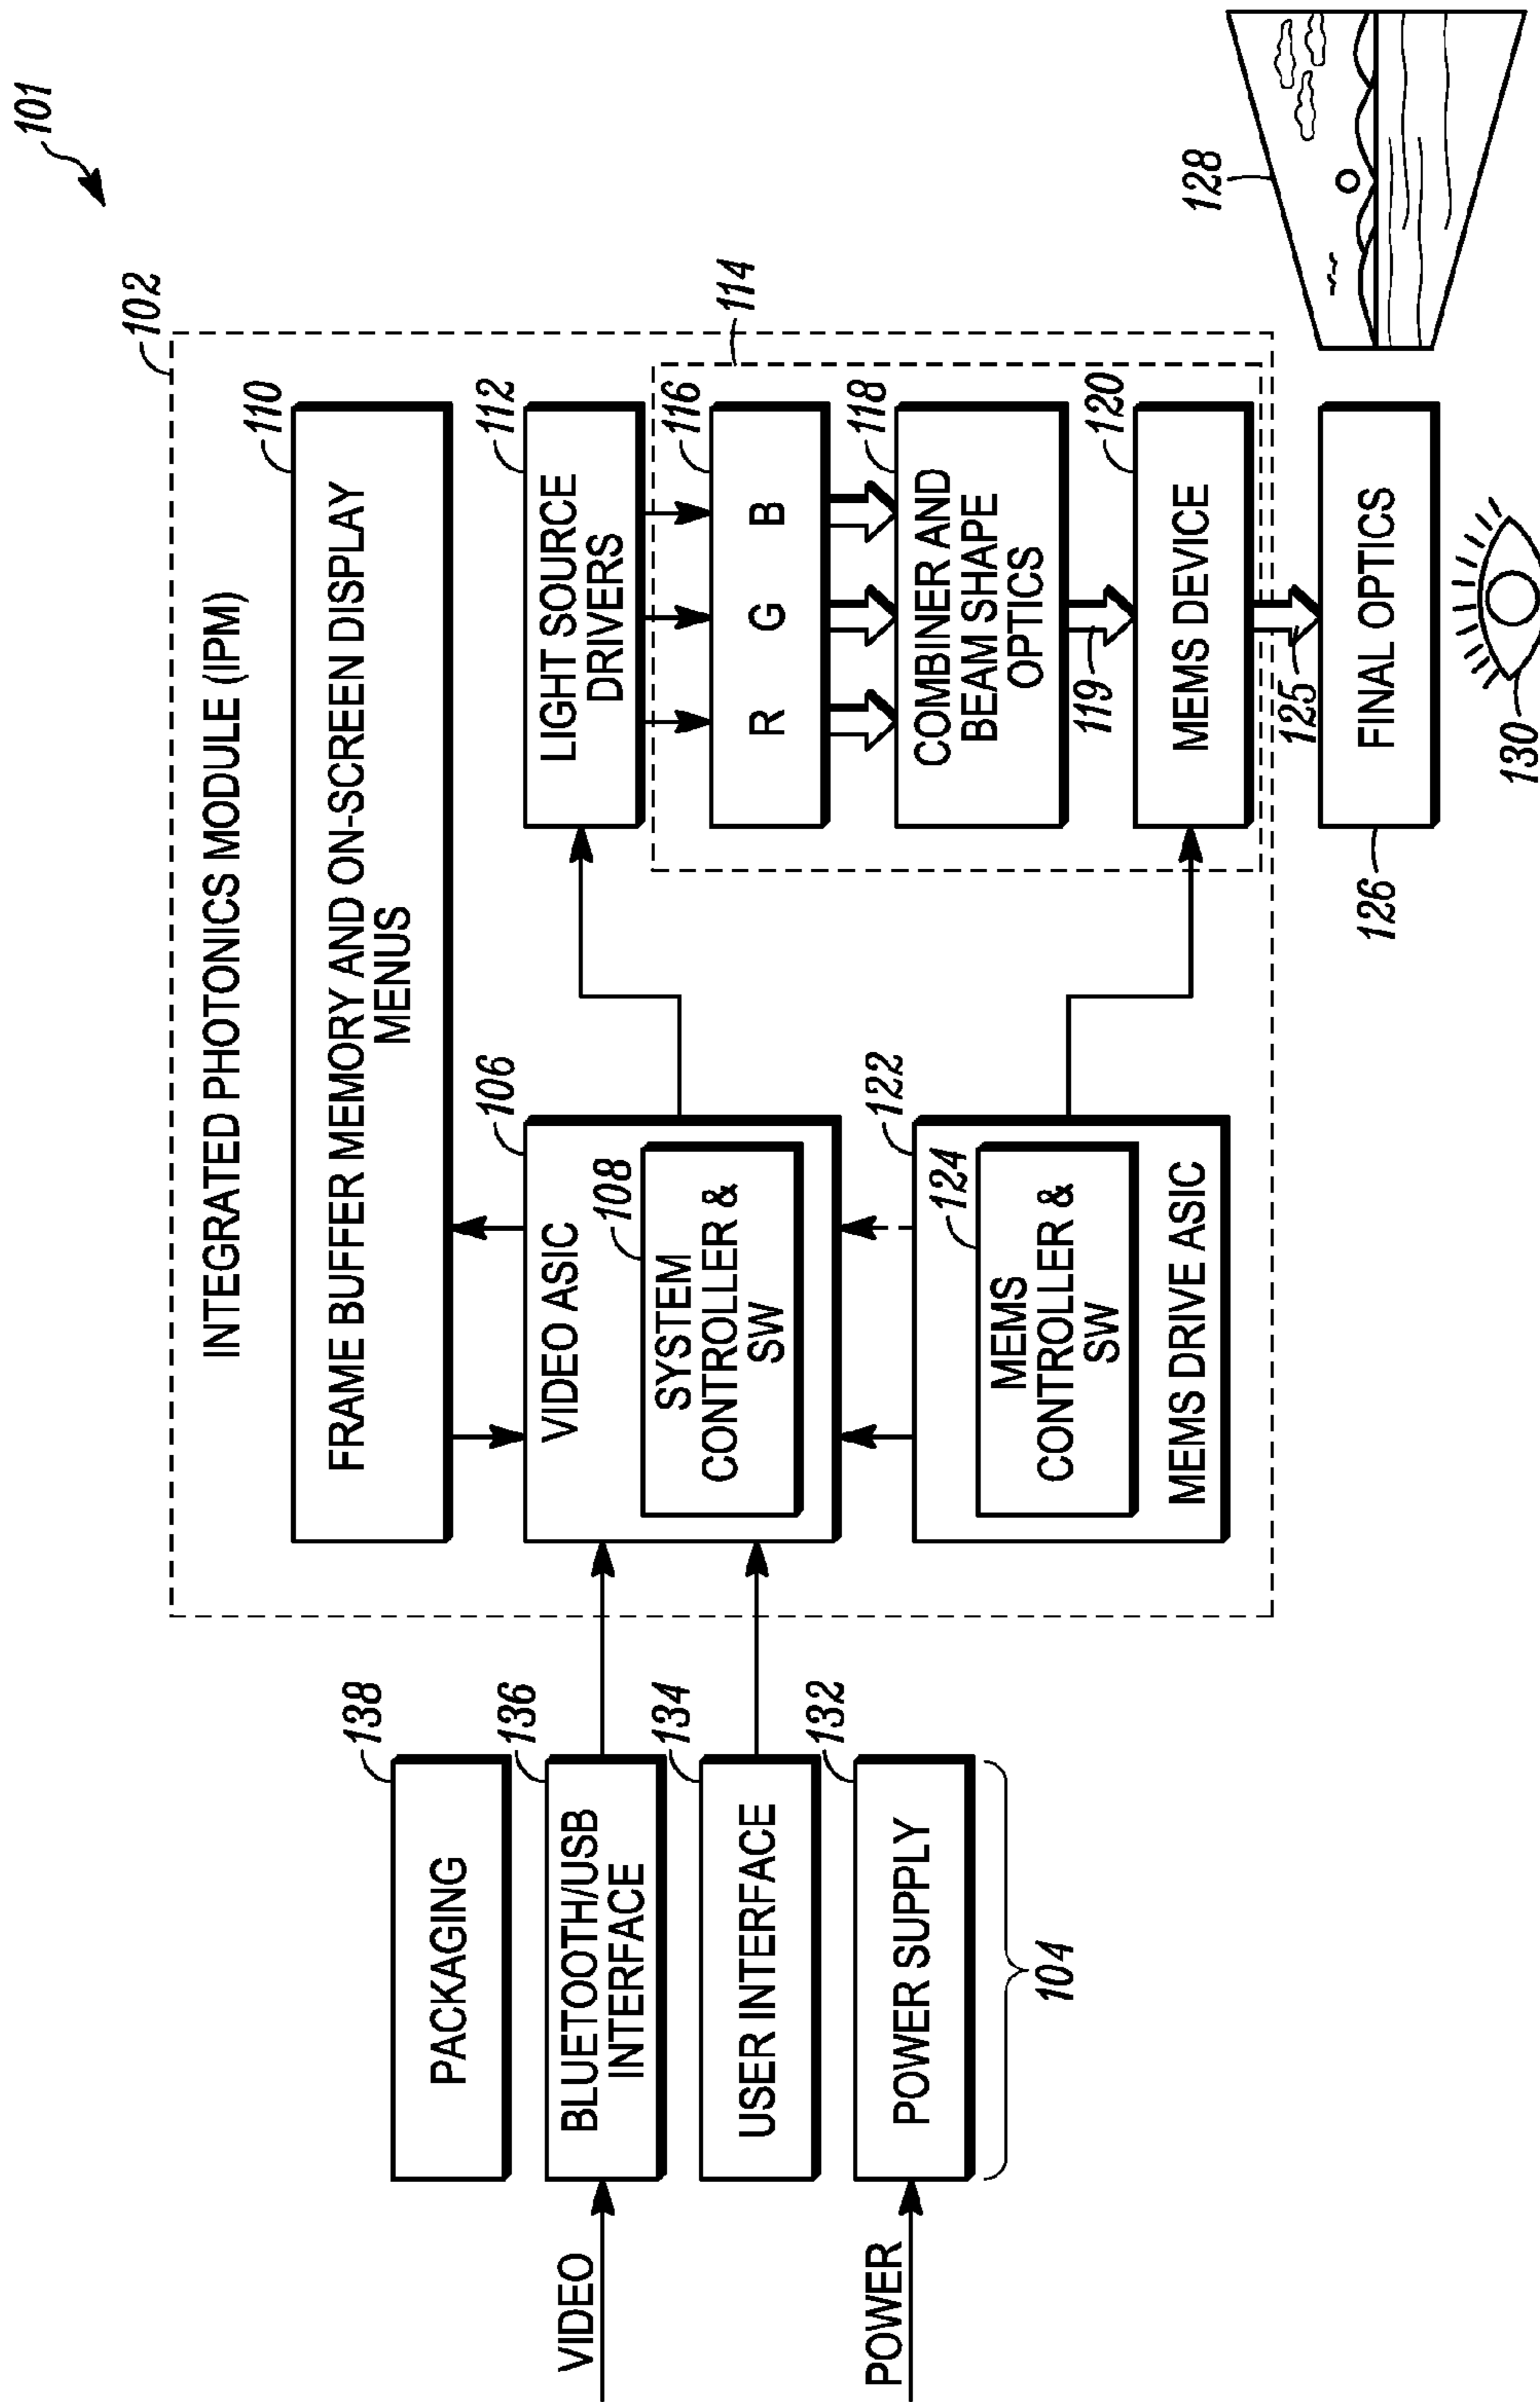 101
102
INTEGRATED PHOTONICS MODULE (IPM)
110
FRAME BUFFER MEMORY AND ON-SCREEN DISPLAY
MENUS
138
PACKAGING
136
BLUETOOTH/USB
INTERFACE
VIDEO
134
USER INTERFACE
132
POWER SUPPLY
POWER
104
106
VIDEO ASIC
108
SYSTEM
CONTROLLER &
SW
122
124
MEMS
CONTROLLER &
SW
MEMS DRIVE ASIC
112
LIGHT SOURCE
DRIVERS
114
116
R G B
118
COMBINER AND
BEAM SHAPE
OPTICS
119
120
MEMS DEVICE
125
FINAL OPTICS
126
128
130